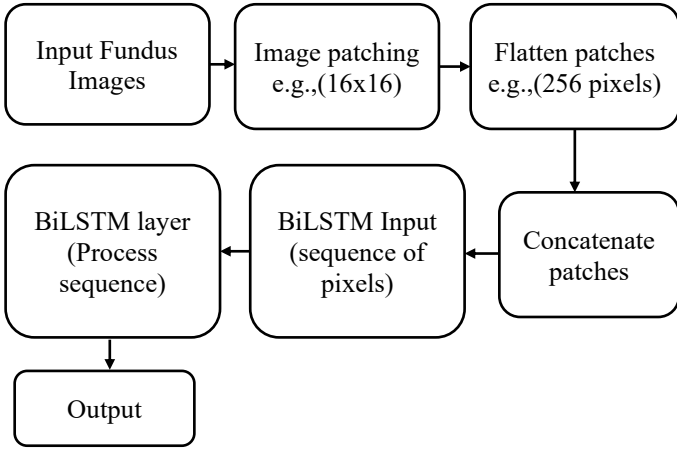 Input Fundus
Images
Image patching
e.g.,(16x16)
Flatten patches
e.g.,(256 pixels)
Concatenate
patches
BiLSTM Input
(sequence of
pixels)
BiLSTM layer
(Process
sequence)
Output